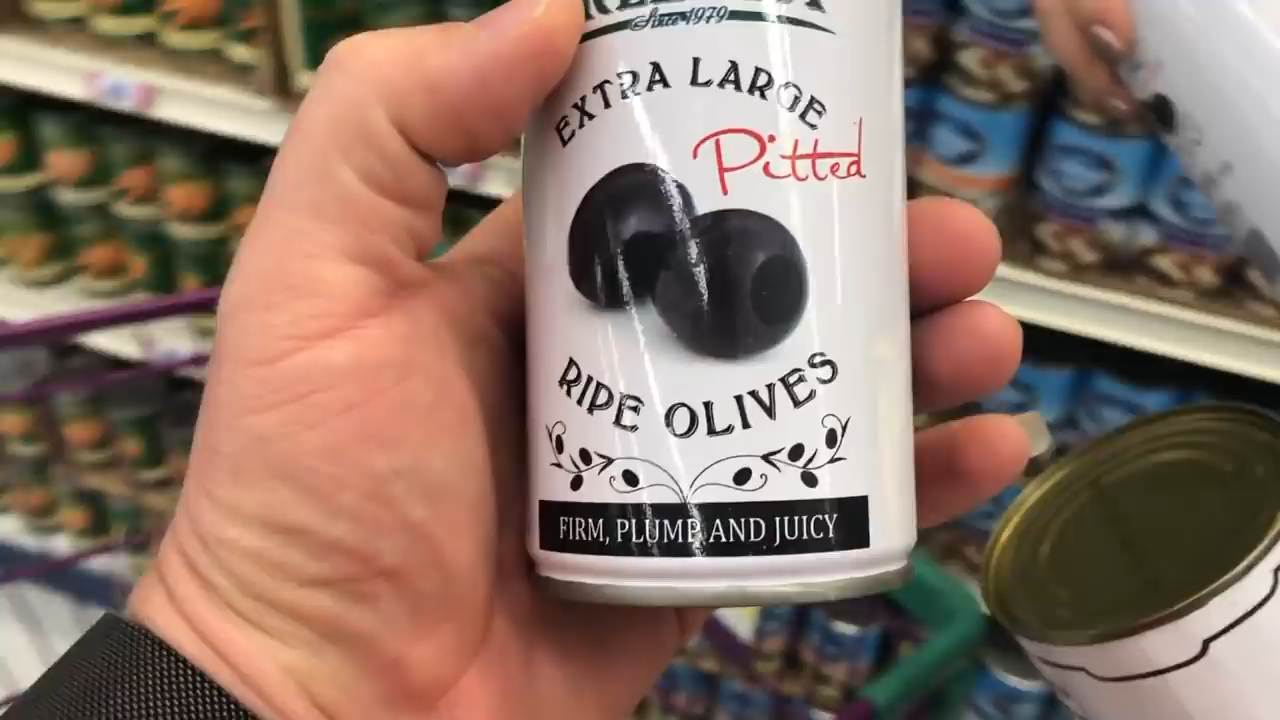 Since 1979
EXTRA LARGE
Pitted
RIPE OLIVES
FIRM, PLUMP AND JUICY